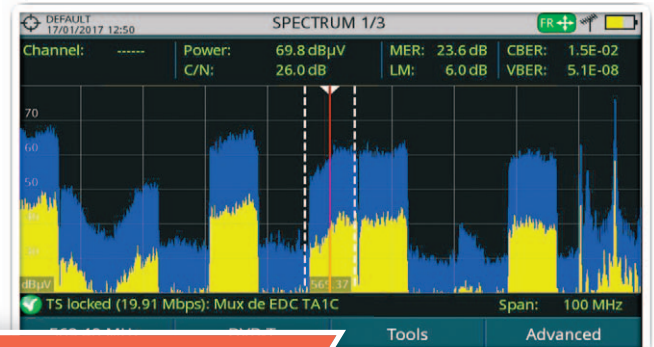 DEFAULT
17/01/2017 12:50
SPECTRUM 1/3
FR
Channel: ------ Power: 69.8 dBµV MER: 23.6 dB CBER: 1.5E-02
C/N: 26.0 dB LM: 6.0 dB VBER: 5.1E-08
70
60
50
dBµV
569.37
TS locked (19.91 Mbps): Mux de EDC TA1C Span: 100 MHz
Tools Advanced